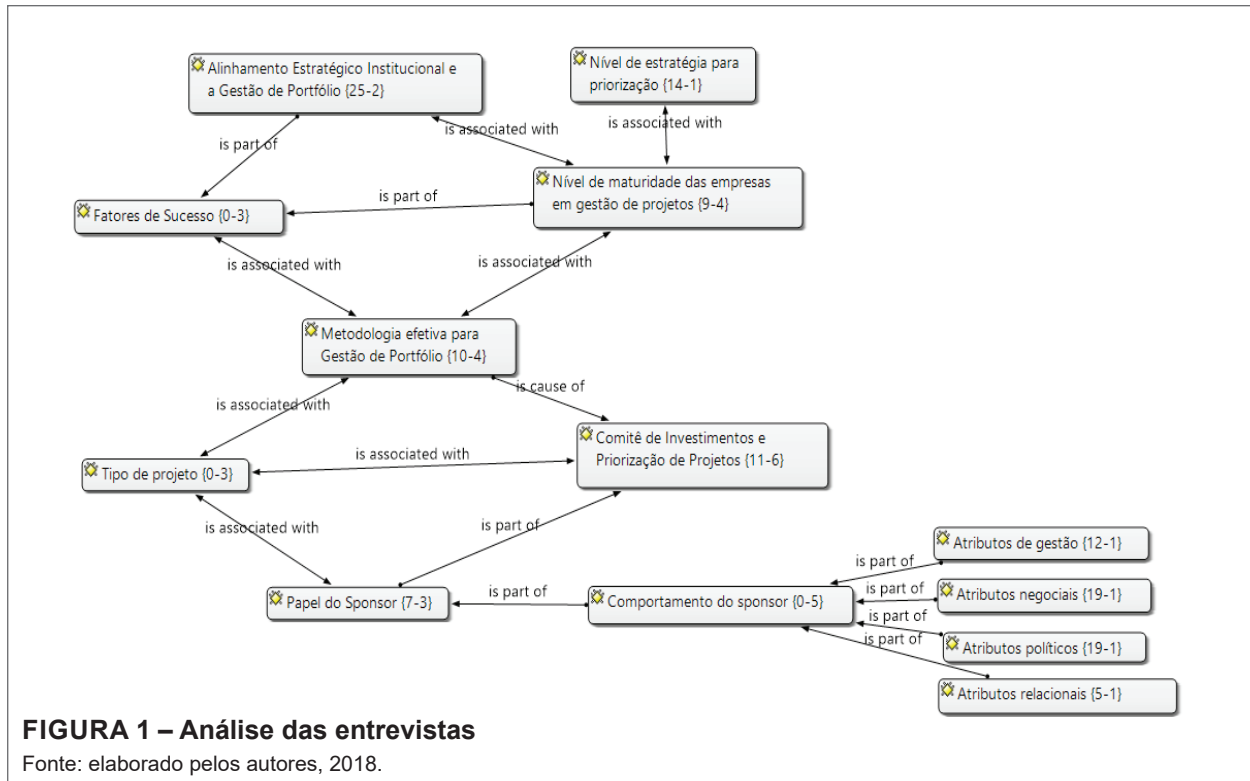 Alinhamento Estratégico Institucional e
a Gestão de Portfólio {25-2}
Nível de estratégia para
priorização {14-1}
is part of
is associated with
is associated with
Nível de maturidade das empresas
em gestão de projetos {9-4}
is part of
Fatores de Sucesso {0-3}
is associated with
is associated with
Metodologia efetiva para
Gestão de Portfólio {10-4}
is cause of
is associated with
Comitê de Investimentos e
Priorização de Projetos {11-6}
is associated with
Tipo de projeto {0-3}
is associated with
is part of
Atributos de gestão {12-1}
is part of
Papel do Sponsor {7-3}
is part of
Comportamento do sponsor {0-5}
is part of
Atributos negociais {19-1}
is part of
Atributos políticos {19-1}
is part of
Atributos relacionais {5-1}
FIGURA 1 – Análise das entrevistas
Fonte: elaborado pelos autores, 2018.